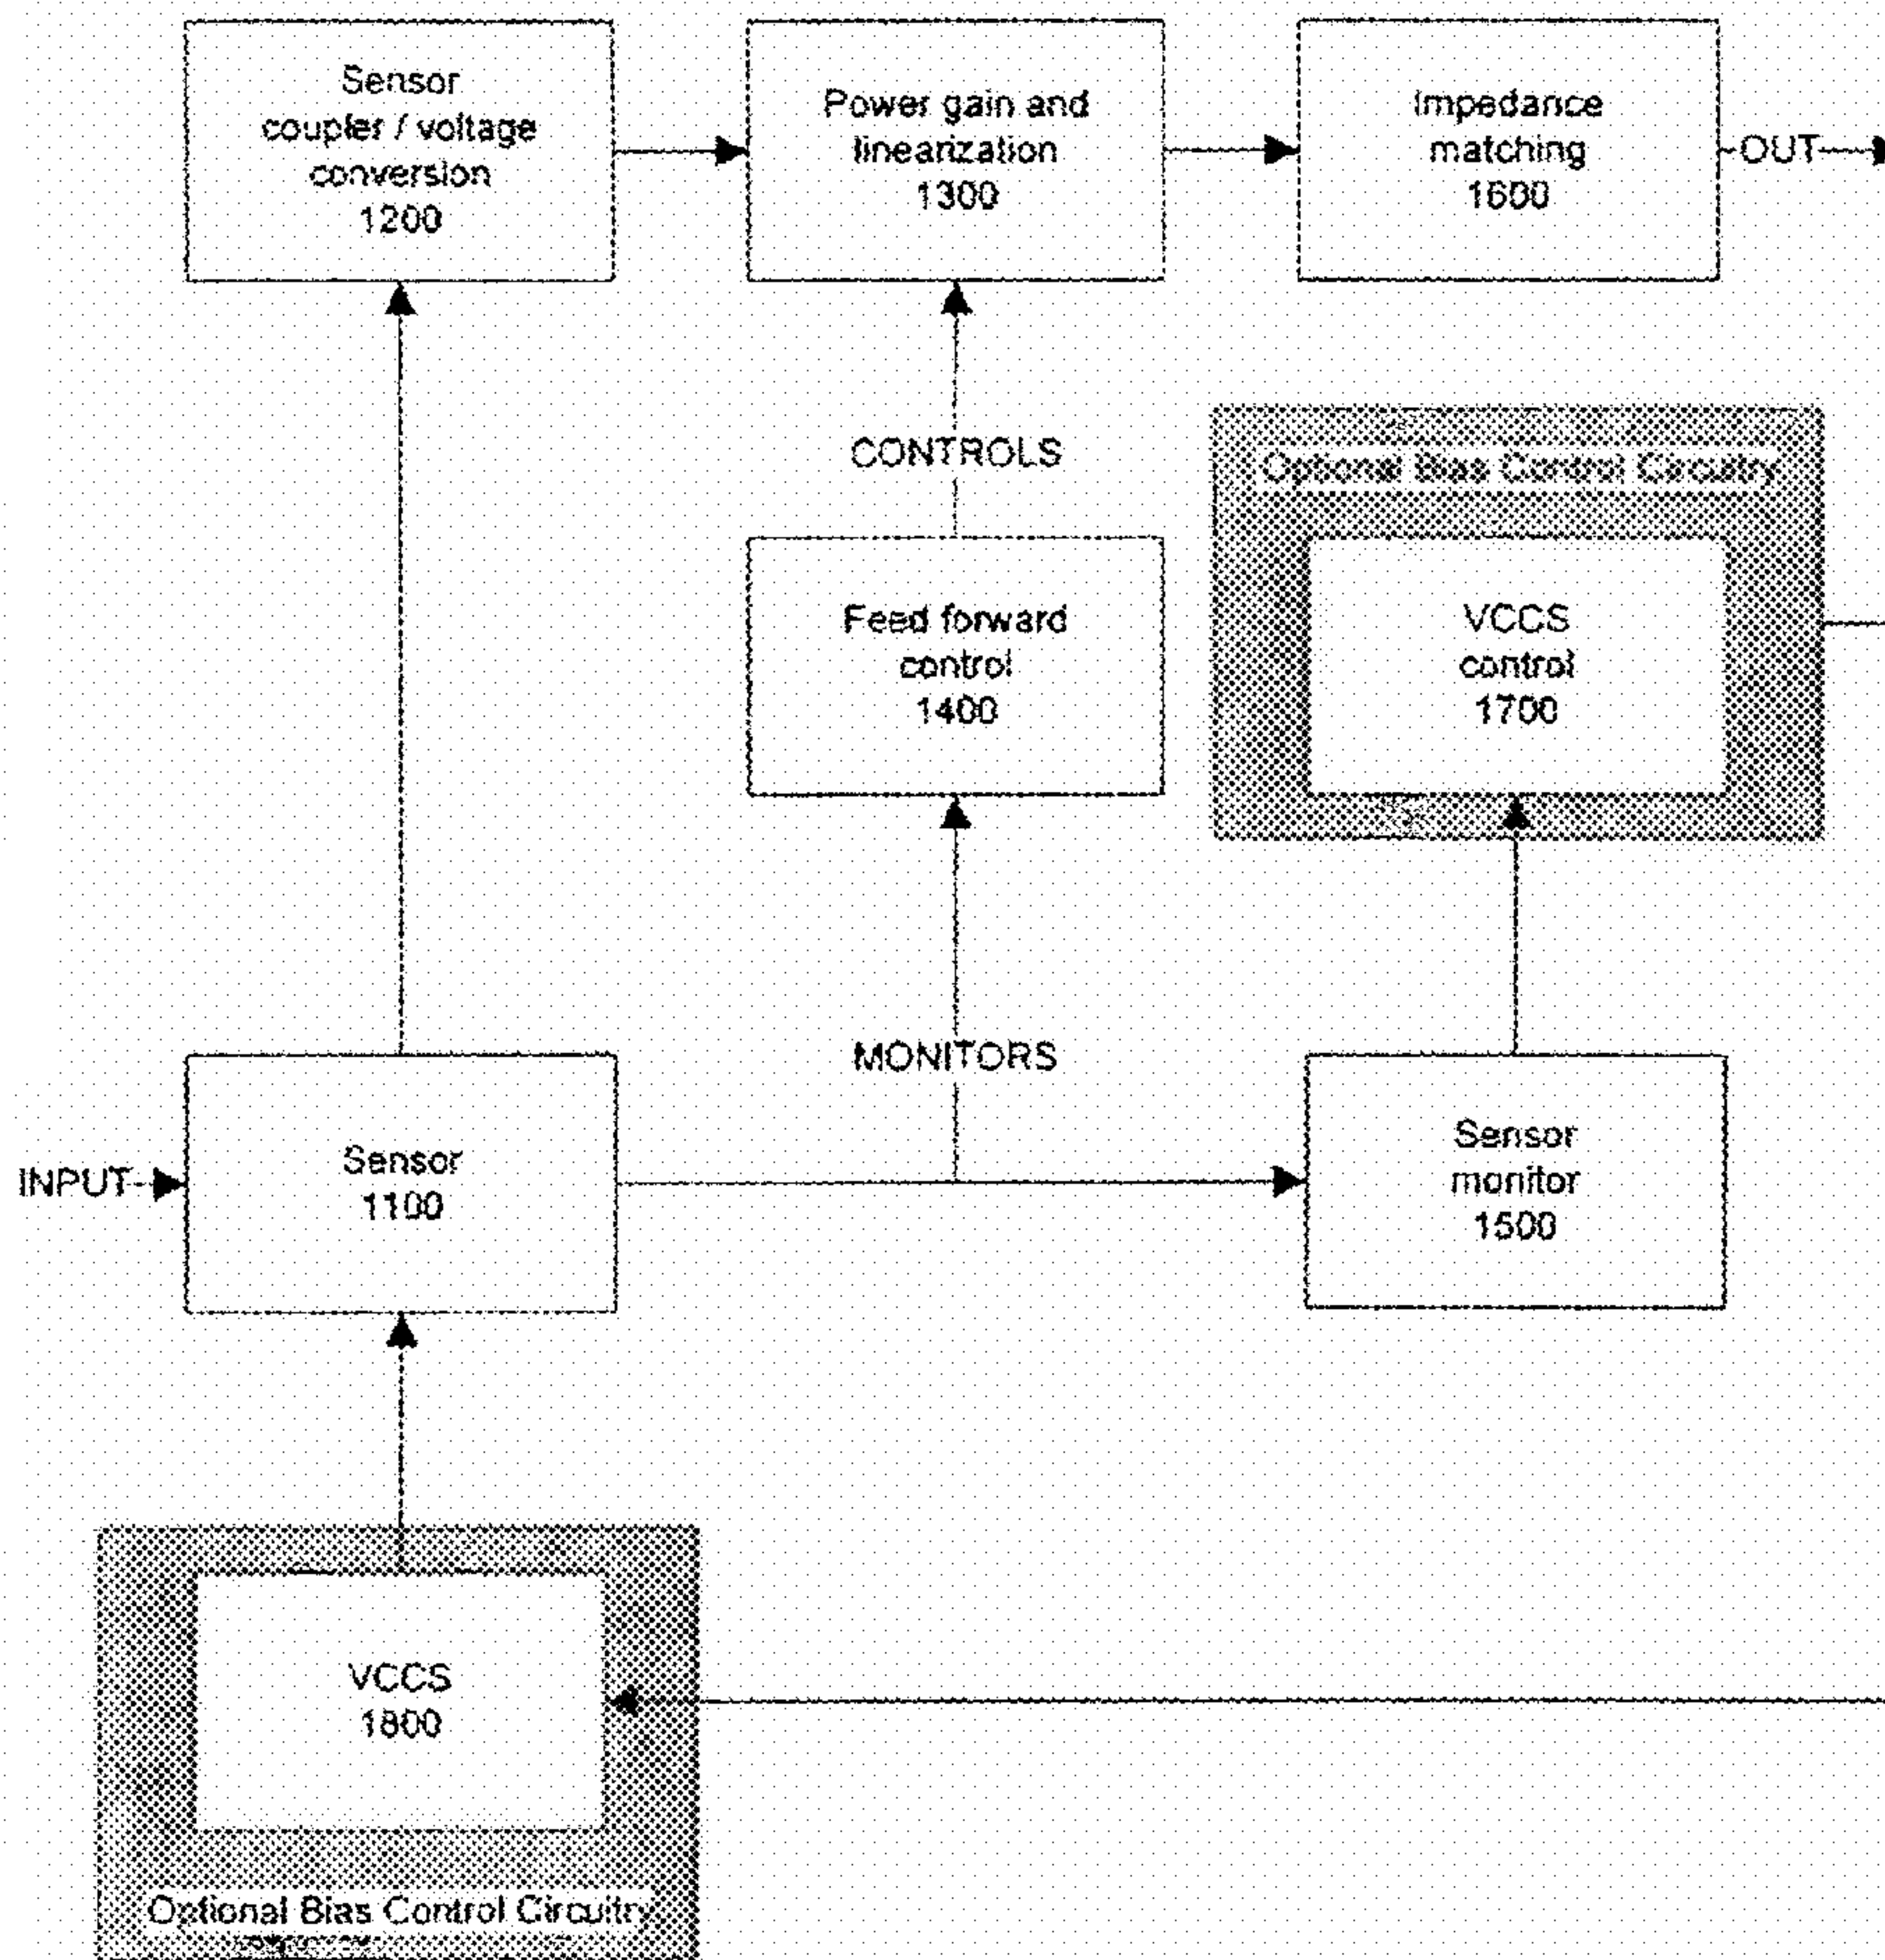 Sensor
coupler / voltage
conversion
1200
Power gain and
linearization
1300
Impedance
matching
1600
OUT
CONTROLS
Optional Bias Control Circuitry
Feed forward
control
1400
VCCS
control
1700
MONITORS
INPUT
Sensor
1100
Sensor
monitor
1500
VCCS
1800
Optional Bias Control Circuitry